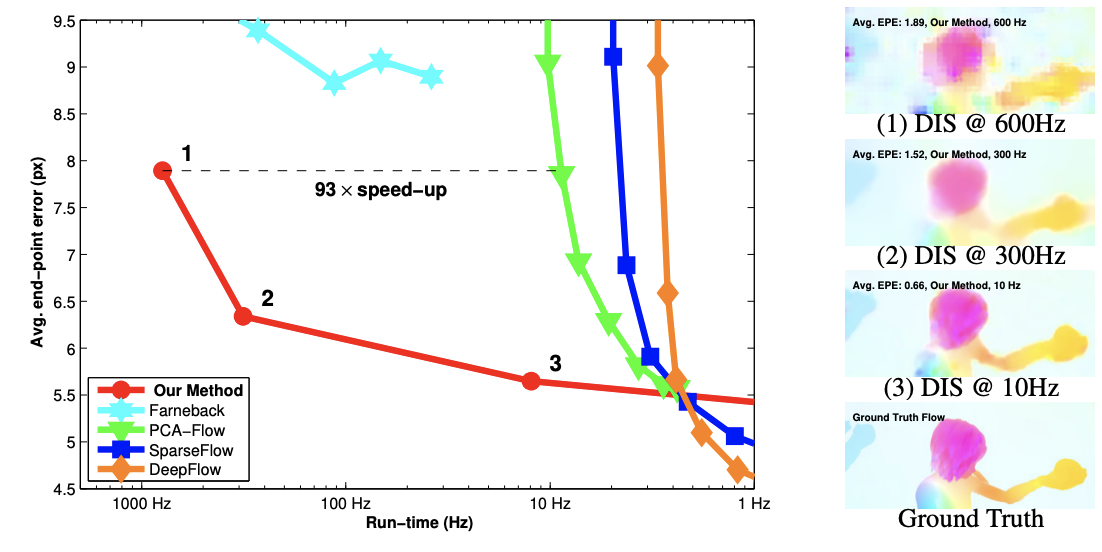 9.5
9
8.5
8
7.5
7
6.5
6
5.5
5
4.5
Avg. end−point error (px)
1
93 × speed−up
2
3
Our Method
Farneback
PCA−Flow
SparseFlow
DeepFlow
1000 Hz
100 Hz
10 Hz
1 Hz
Run−time (Hz)
Avg. EPE: 1.89, Our Method, 600 Hz
(1) DIS @ 600Hz
Avg. EPE: 1.52, Our Method, 300 Hz
(2) DIS @ 300Hz
Avg. EPE: 0.66, Our Method, 10 Hz
(3) DIS @ 10Hz
Ground Truth Flow
Ground Truth